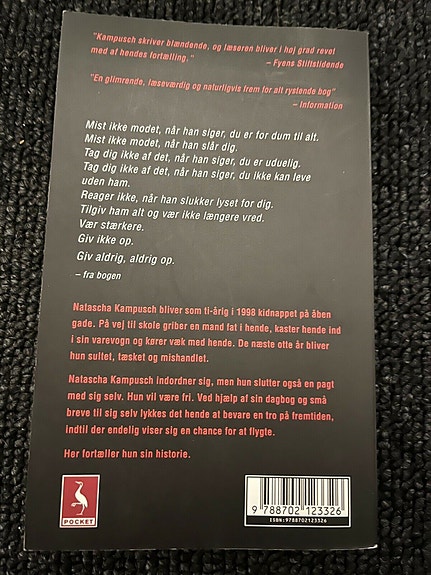 "Kampusch skriver blændende, og læseren bliver i høj grad revet
med af hendes fortælling."
– Fyens Stiftstidende
"En glimrende, læseværdig og naturligvis frem for alt rystende bog"
– Information
Mist ikke modet, når han siger, du er for dum til alt.
Mist ikke modet, når han slår dig.
Tag dig ikke af det, når han siger, du er uduelig.
Tag dig ikke af det, når han siger, du ikke kan leve
uden ham.
Reager ikke, når han slukker lyset for dig.
Tilgiv ham alt og vær ikke længere vred.
Vær stærkere.
Giv ikke op.
Giv aldrig, aldrig op.
– fra bogen
Natascha Kampusch bliver som ti-årig i 1998 kidnappet på åben
gade. På vej til skole griber en mand fat i hende, kaster hende ind
i sin varevogn og kører væk med hende. De næste otte år bliver
hun sultet, tæsket og mishandlet.
Natascha Kampusch indordner sig, men hun slutter også en pagt
med sig selv. Hun vil være fri. Ved hjælp af sin dagbog og små
breve til sig selv lykkes det hende at bevare en tro på fremtiden,
indtil der endelig viser sig en chance for at flygte.
Her fortæller hun sin historie.
POCKET
9 788702 123326
ISBN:9788702123326